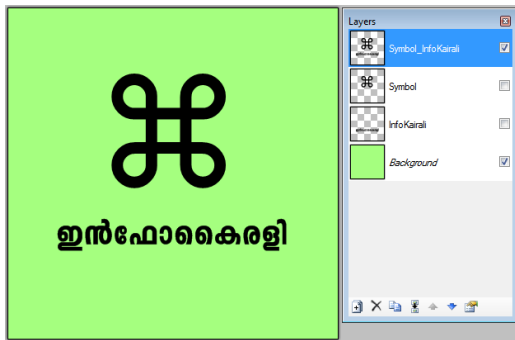 Layers
Symbol_InfoKairali
Symbol
InfoKairali
Background
ഇൻഫോകൈരളി